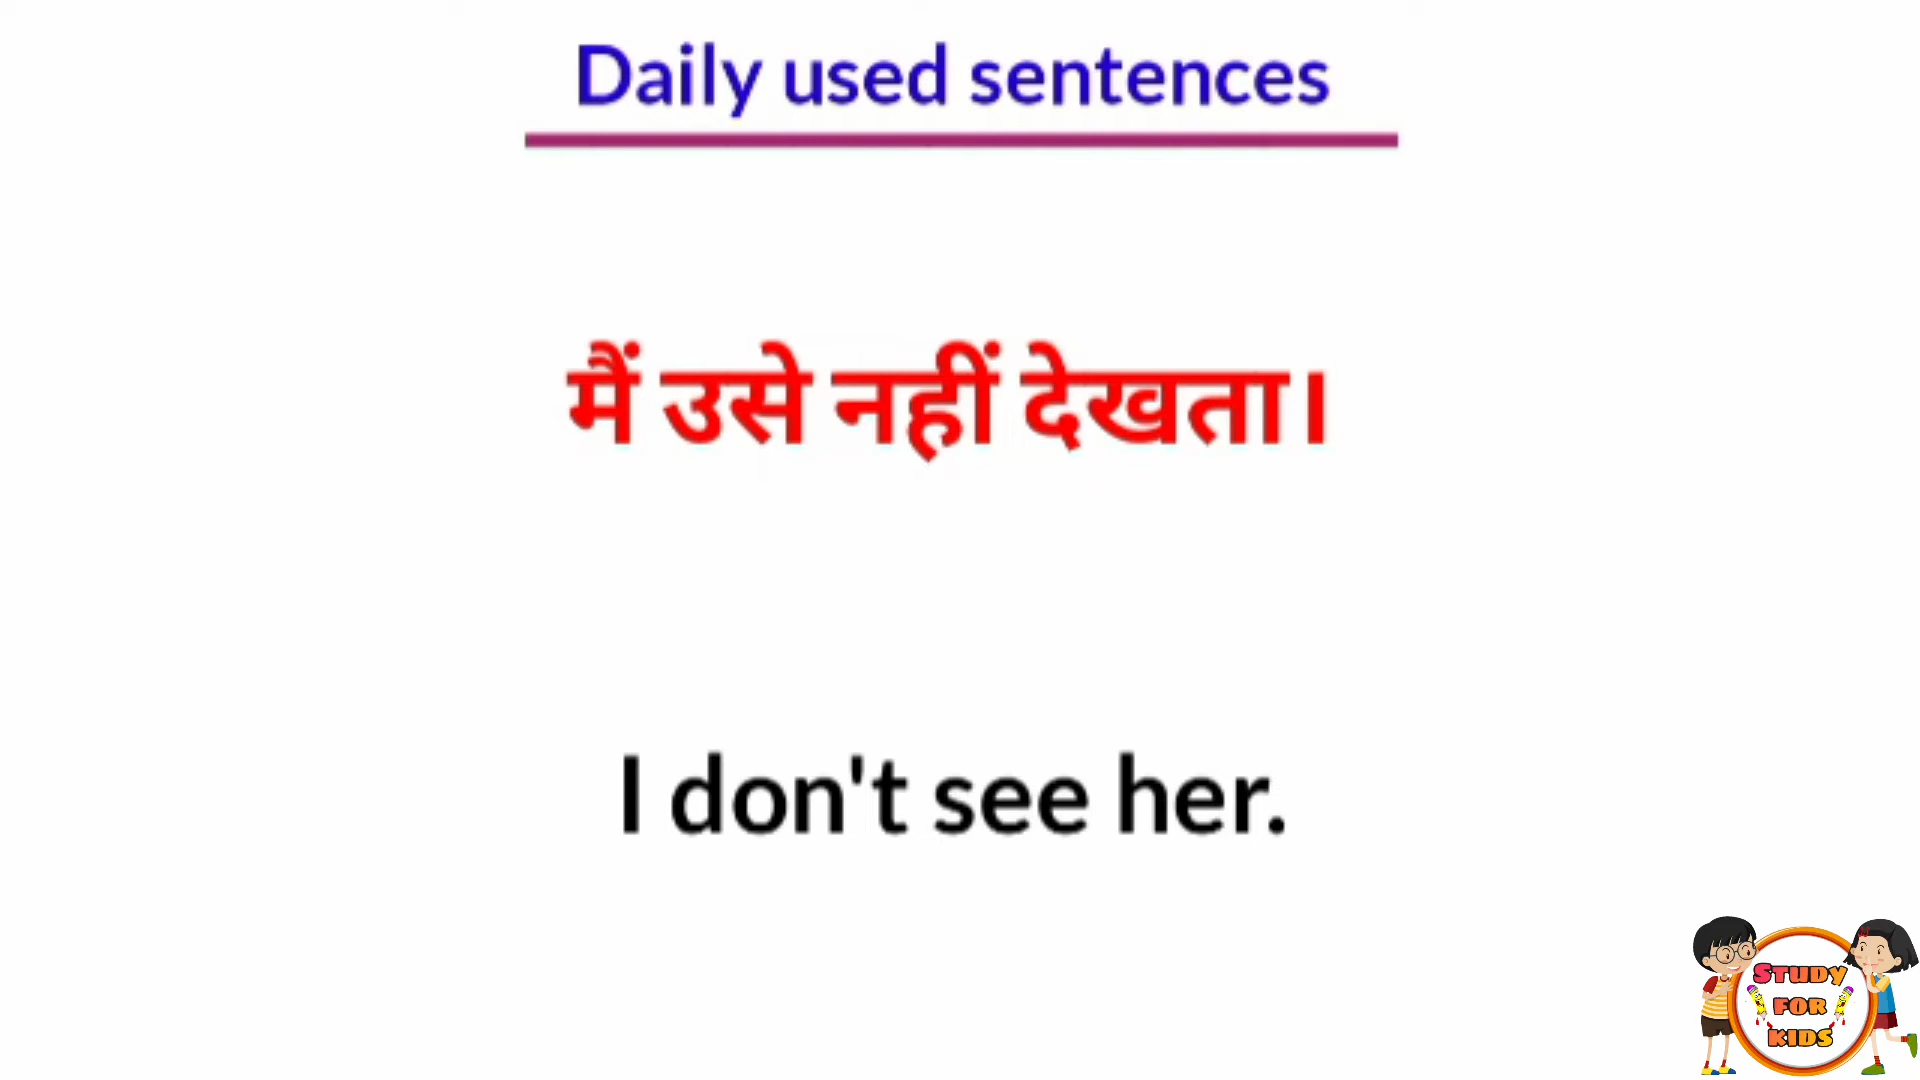 Daily used sentences
मैं उसे नहीं देखता।
I don't see her.
STUDY
FOR
KIDS